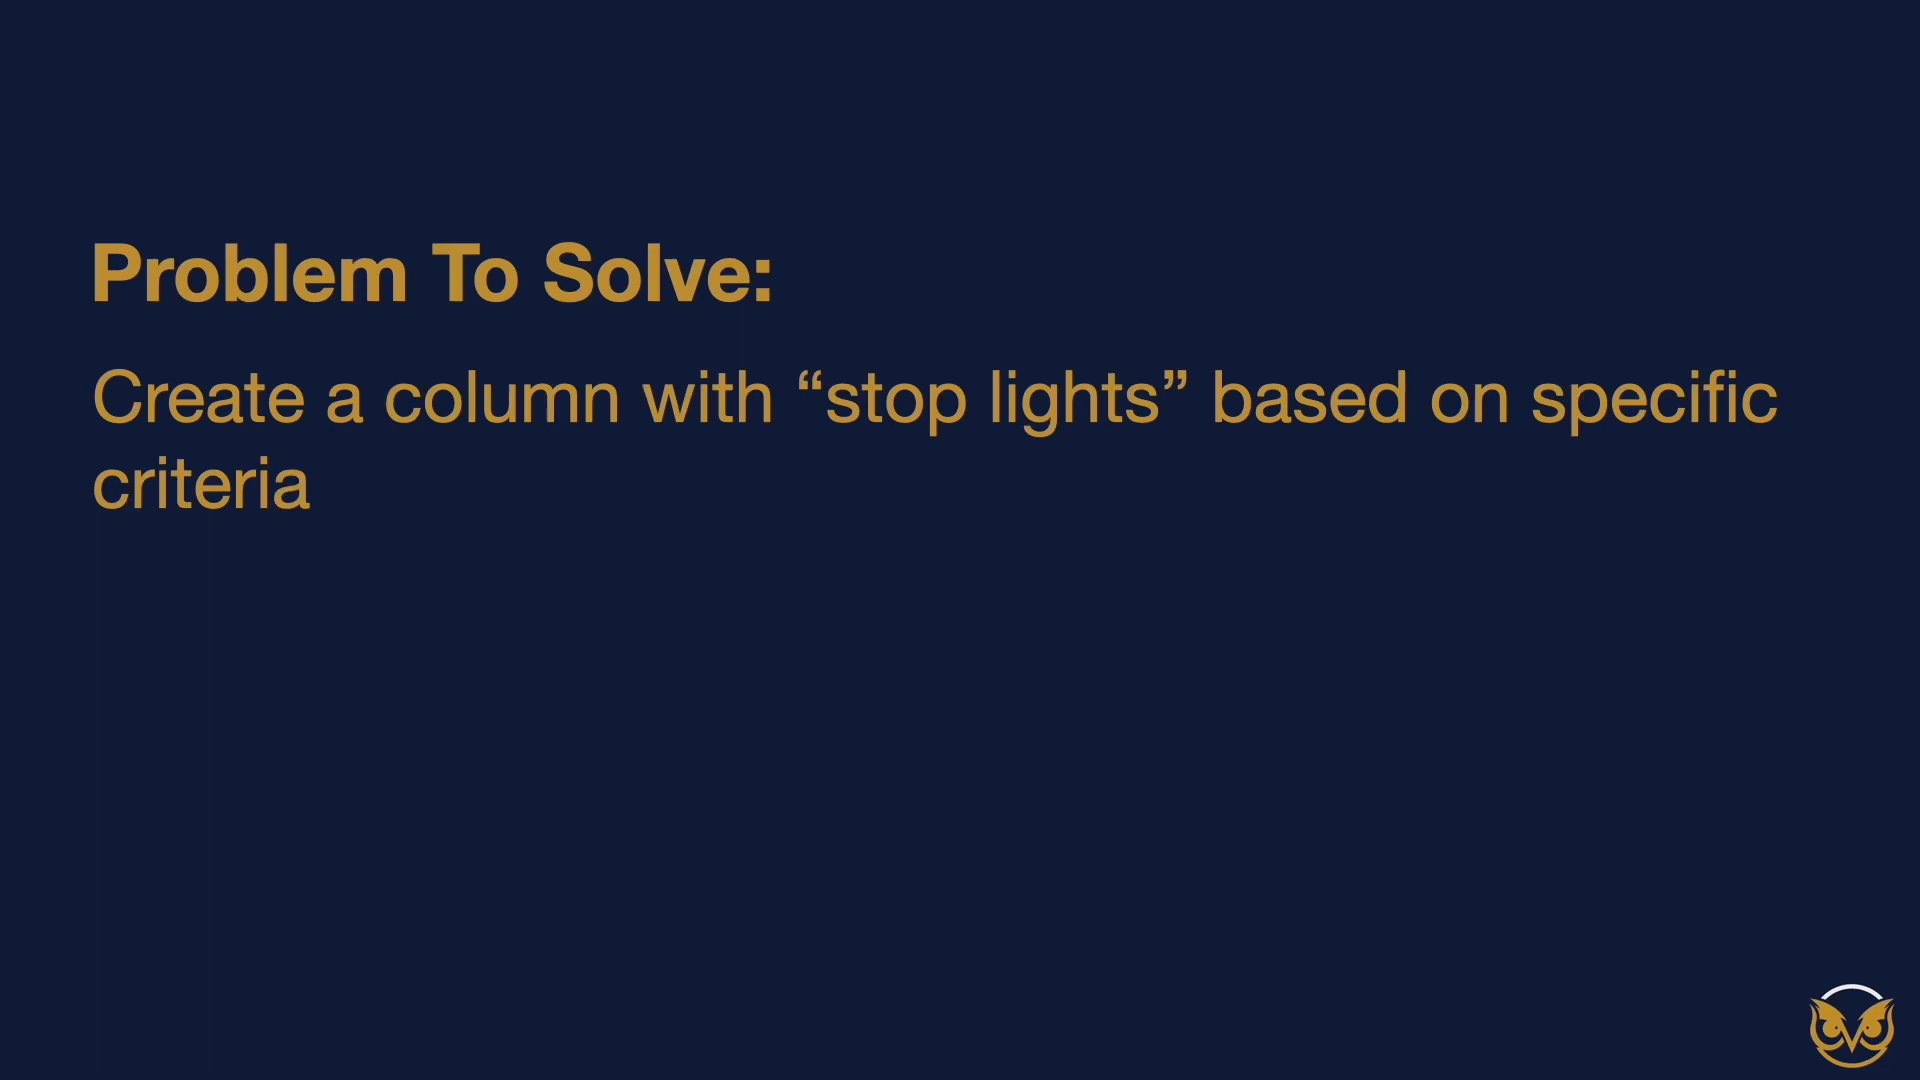 Problem To Solve:
Create a column with “stop lights” based on specific
criteria